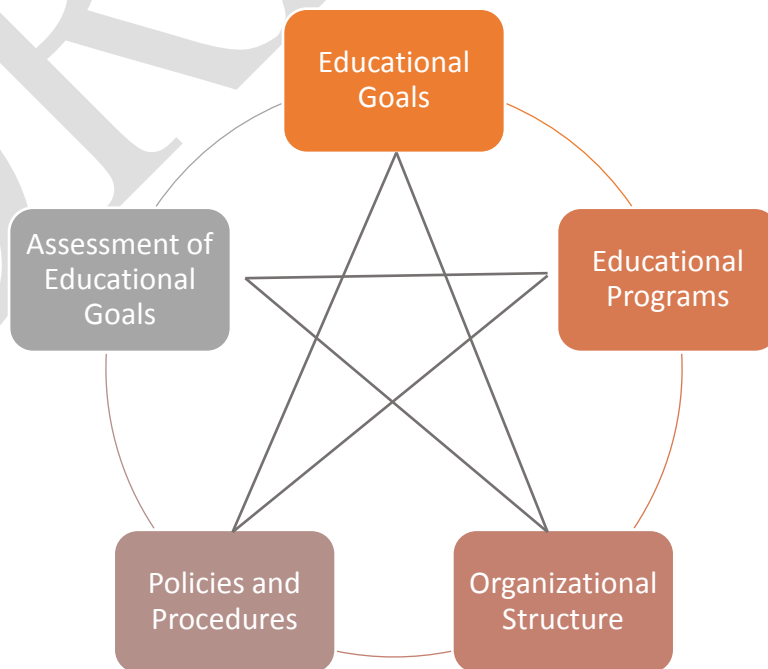 Educational
Goals
Assessment of
Educational
Goals
Educational
Programs
Policies and
Procedures
Organizational
Structure